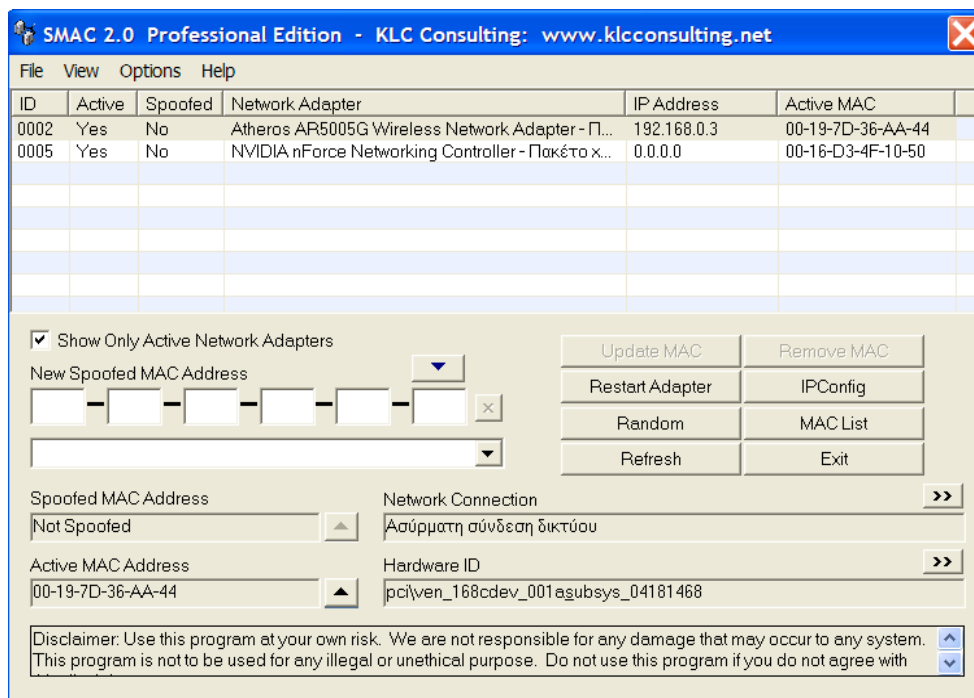 SMAC 2.0 Professional Edition - KLC Consulting: www.klcconsulting.net
File View Options Help
ID Active Spoofed Network Adapter IP Address Active MAC
0002 Yes No Atheros AR5005G Wireless Network Adapter - Π... 192.168.0.3 00-19-7D-36-AA-44
0005 Yes No NVIDIA nForce Networking Controller - Πακέτο χ... 0.0.0.0 00-16-D3-4F-10-50
Show Only Active Network Adapters
New Spoofed MAC Address
Update MAC Remove MAC
Restart Adapter IPConfig
Random MAC List
Refresh Exit
Spoofed MAC Address
Not Spoofed
Network Connection >>
Ασύρματη σύνδεση δικτύου
Active MAC Address
00-19-7D-36-AA-44
Hardware ID >>
pci\ven_168cdev_001asubsys_04181468
Disclaimer: Use this program at your own risk. We are not responsible for any damage that may occur to any system.
This program is not to be used for any illegal or unethical purpose. Do not use this program if you do not agree with